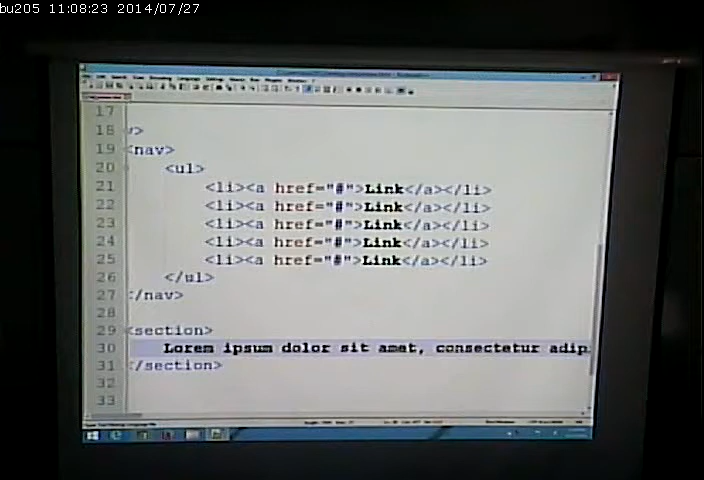 bu205 11:08:23 2014/07/27
17
18 />
19 <nav>
20 <ul>
21 <li><a href="#">Link</a></li>
22 <li><a href="#">Link</a></li>
23 <li><a href="#">Link</a></li>
24 <li><a href="#">Link</a></li>
25 <li><a href="#">Link</a></li>
26 </ul>
27 </nav>
28
29 <section>
30 Lorem ipsum dolor sit amet, consectetur adip
31 </section>
32
33